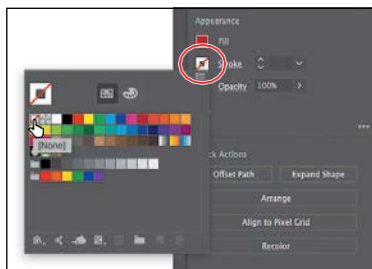 Appearance
Fill
Stroke
Opacity 100%
[None]
ck Actions
Offset Path Expand Shape
Arrange
Align to Pixel Grid
Recolor